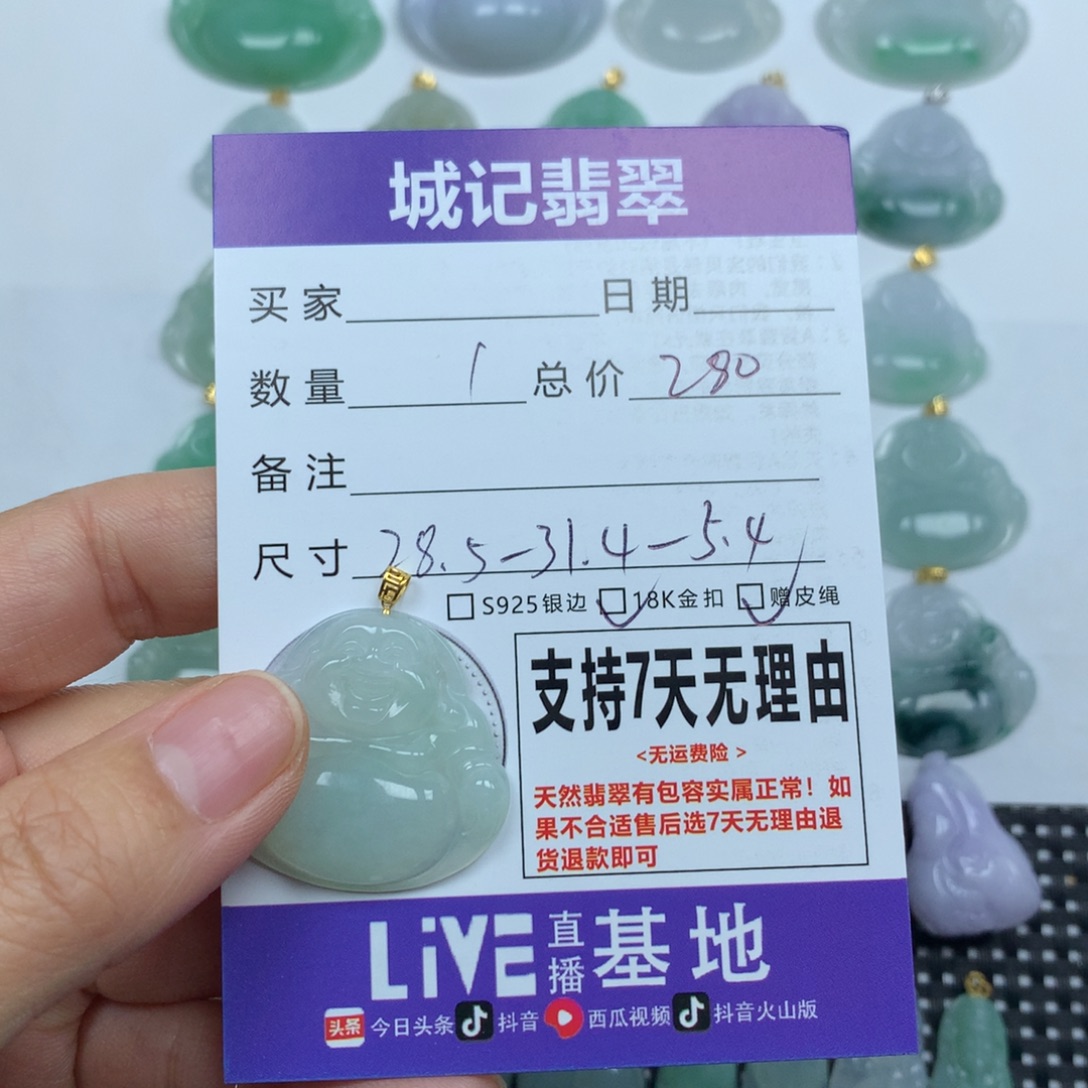 城记翡翠
买家 日期
数量 1 总价 280
备注
尺寸 28.5-31.4-5.4
S925银边 18K金扣 赠皮绳
支持7天无理由
<无运费险>
天然翡翠有包容实属正常！如
果不合适售后选7天无理由退
货退款即可
LiVE直播基地
头条 今日头条 抖音 西瓜视频 抖音火山版